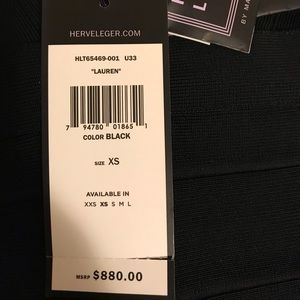 HERVELEGER.COM
HLT65469-001 U33
"LAUREN"
7 94780 01865 1
COLOR BLACK
SIZE XS
AVAILABLE IN
XXS XS S M L
MSRP $880.00
L
BY MA